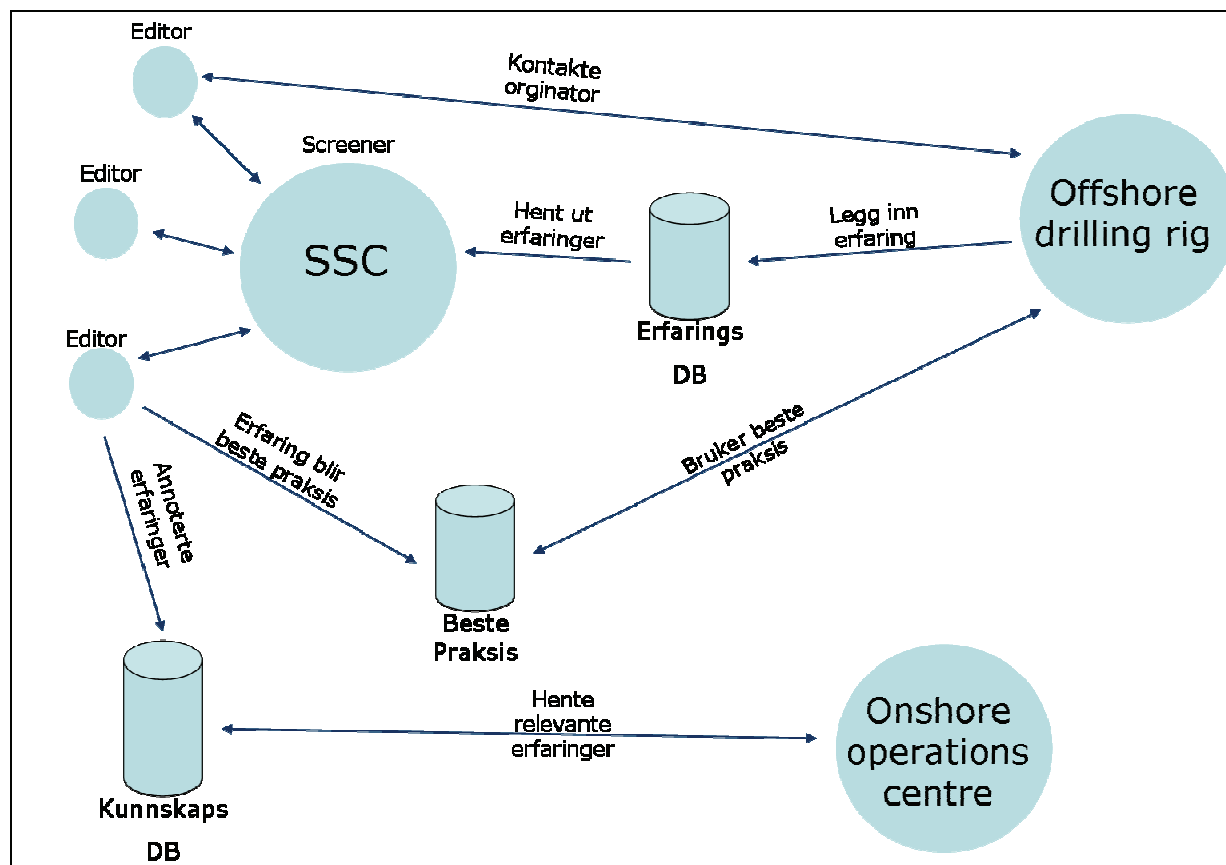 Editor
Kontakte
orginator
Screener
Editor
SSC
Hent ut
erfaringer
Legg inn
erfaring
Offshore
drilling rig
Erfarings
DB
Editor
Erfaring blir
beste praksis
Annoterte
erfaringer
Bruker beste
praksis
Beste
Praksis
Hente
relevante
erfaringer
Onshore
operations
centre
Kunnskaps
DB